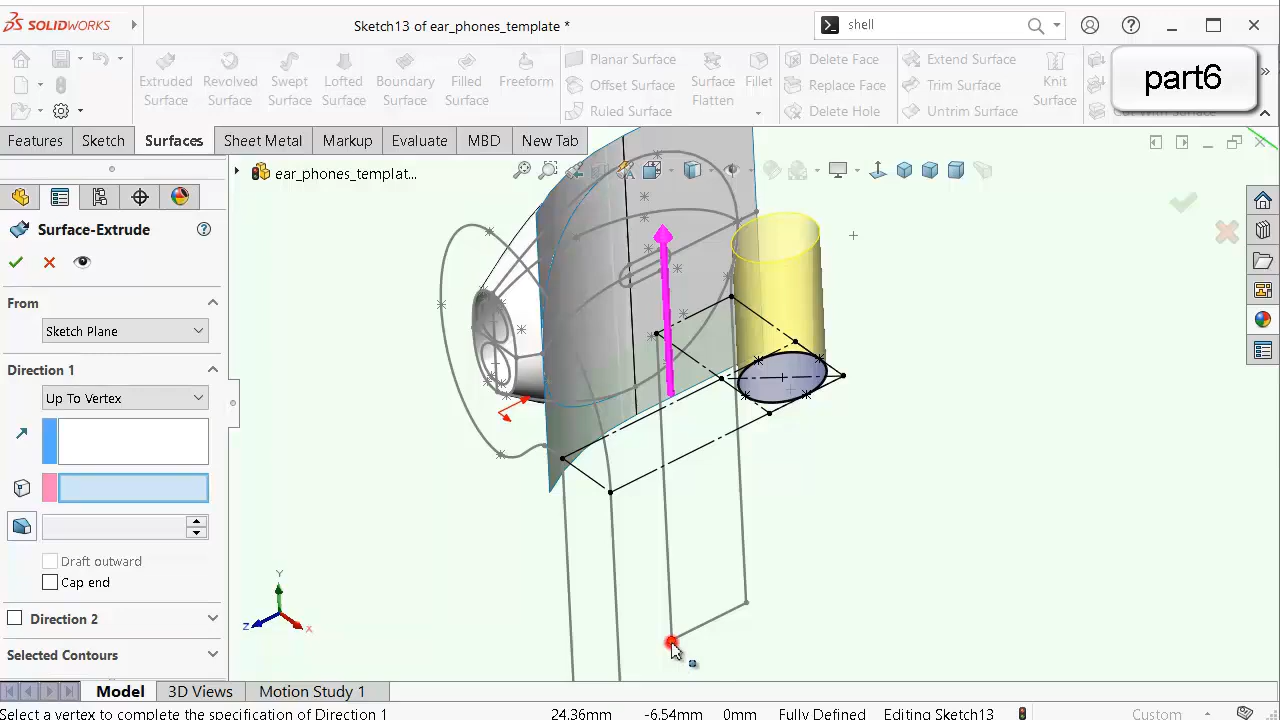 SOLIDWORKS
Sketch13 of ear_phones_template *
shell
Extruded Surface
Revolved Surface
Swept Surface
Lofted Surface
Boundary Surface
Filled Surface
Freeform
Planar Surface
Offset Surface
Ruled Surface
Surface Flatten
Fillet
Delete Face
Replace Face
Delete Hole
Extend Surface
Trim Surface
Untrim Surface
Knit Surface
part6
Features
Sketch
Surfaces
Sheet Metal
Markup
Evaluate
MBD
New Tab
ear_phones_templat...
Surface-Extrude
From
Sketch Plane
Direction 1
Up To Vertex
Draft outward
Cap end
Direction 2
Selected Contours
Y
Z
X
Model
3D Views
Motion Study 1
Select a vertex to complete the specification of Direction 1
24.36mm
-6.54mm
0mm
Fully Defined
Editing Sketch13
Custom